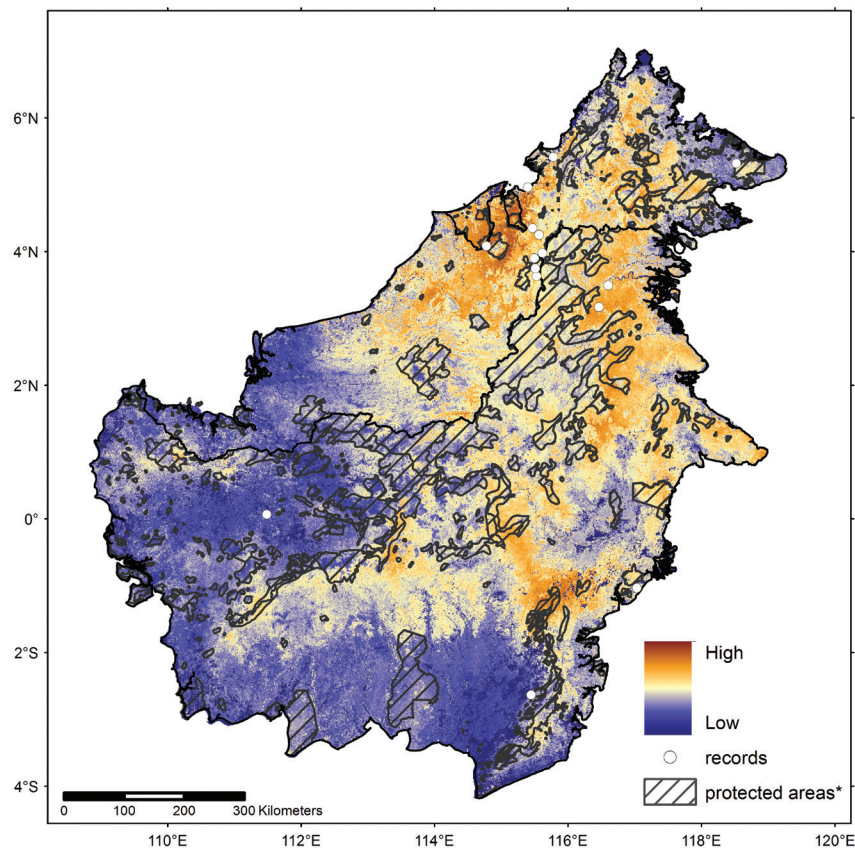 6°N
4°N
2°N
0°
2°S
4°S
High
Low
records
protected areas*
0 100 200 300 Kilometers
110°E 112°E 114°E 116°E 118°E 120°E